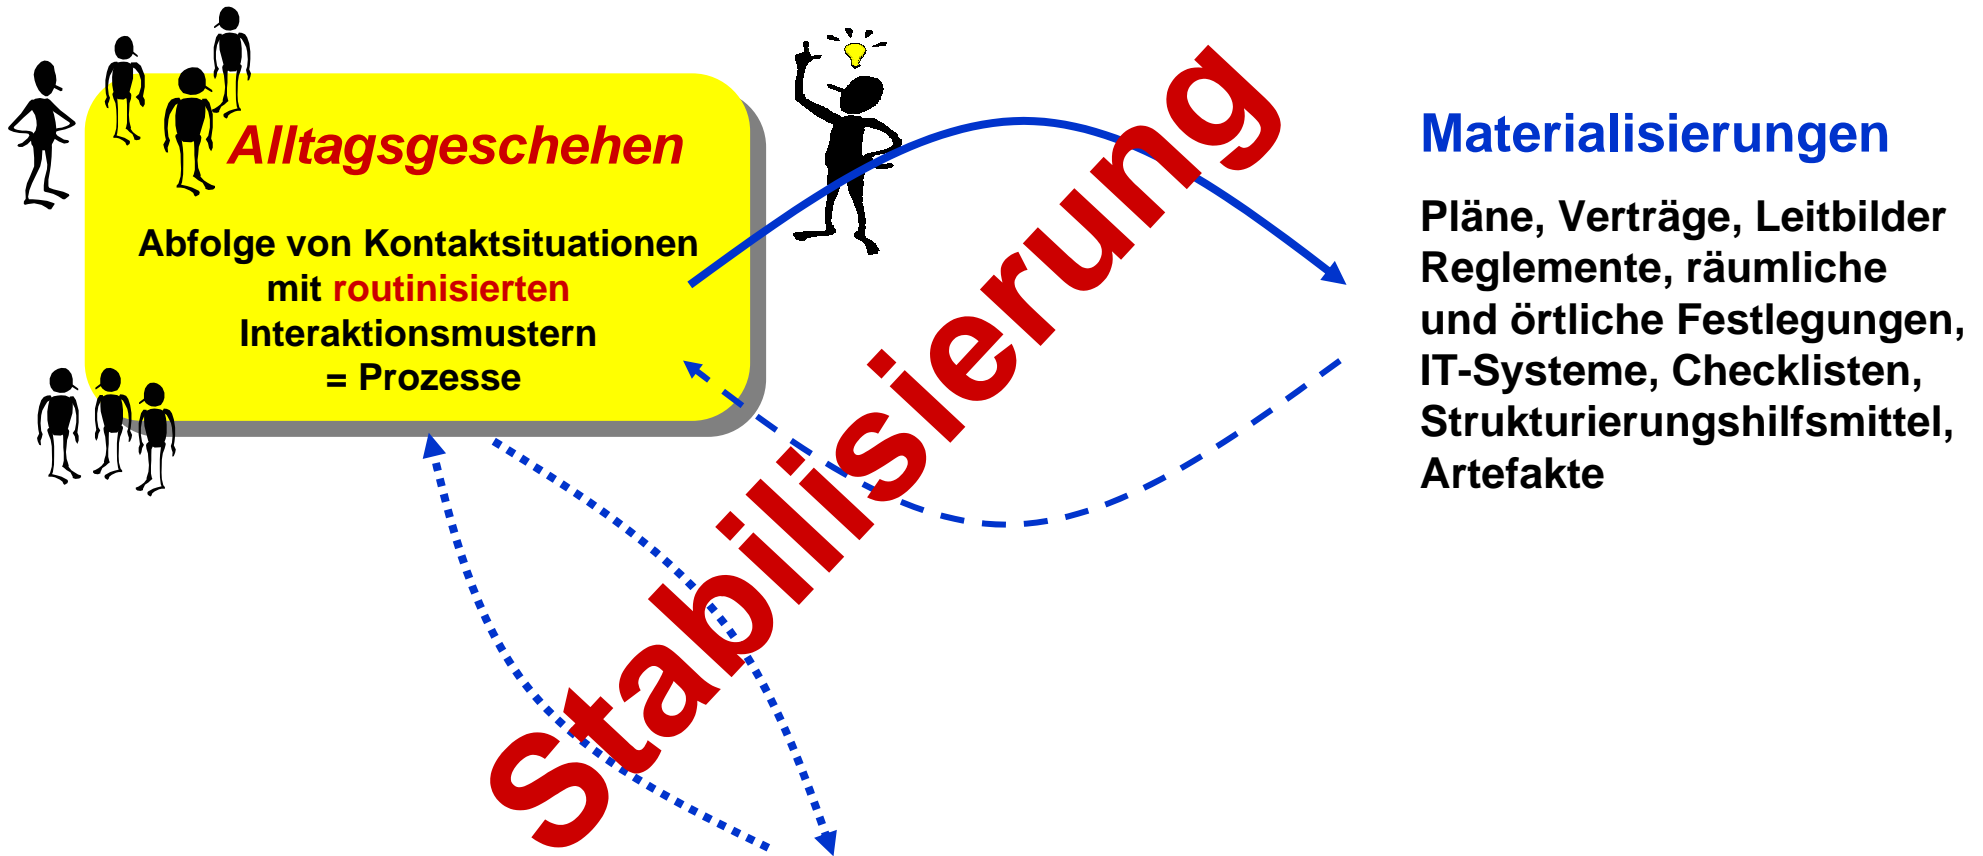 Alltagsgeschehen
Abfolge von Kontaktsituationen
mit routinisierten
Interaktionsmustern
= Prozesse
Stabilisierung
Materialisierungen
Pläne, Verträge, Leitbilder
Reglemente, räumliche
und örtliche Festlegungen,
IT-Systeme, Checklisten,
Strukturierungshilfsmittel,
Artefakte